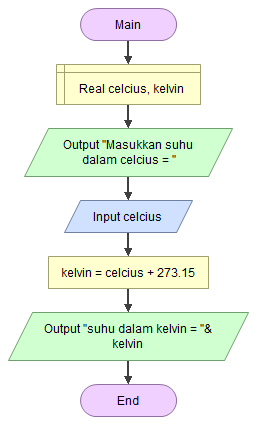 Main
Real celcius, kelvin
Output "Masukkan suhu
dalam celcius = "
Input celcius
kelvin = celcius + 273.15
Output "suhu dalam kelvin = "&
kelvin
End